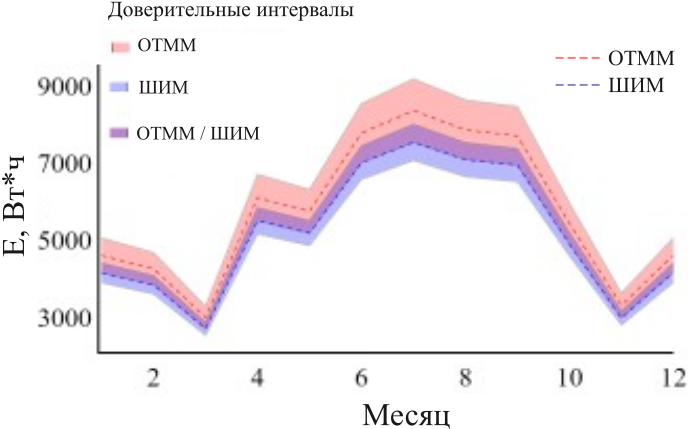 Доверительные интервалы
ОТММ
ШИМ
ОТММ / ШИМ
ОТММ
ШИМ
E, Вт*ч
9000
7000
5000
3000
2 4 6 8 10 12
Месяц